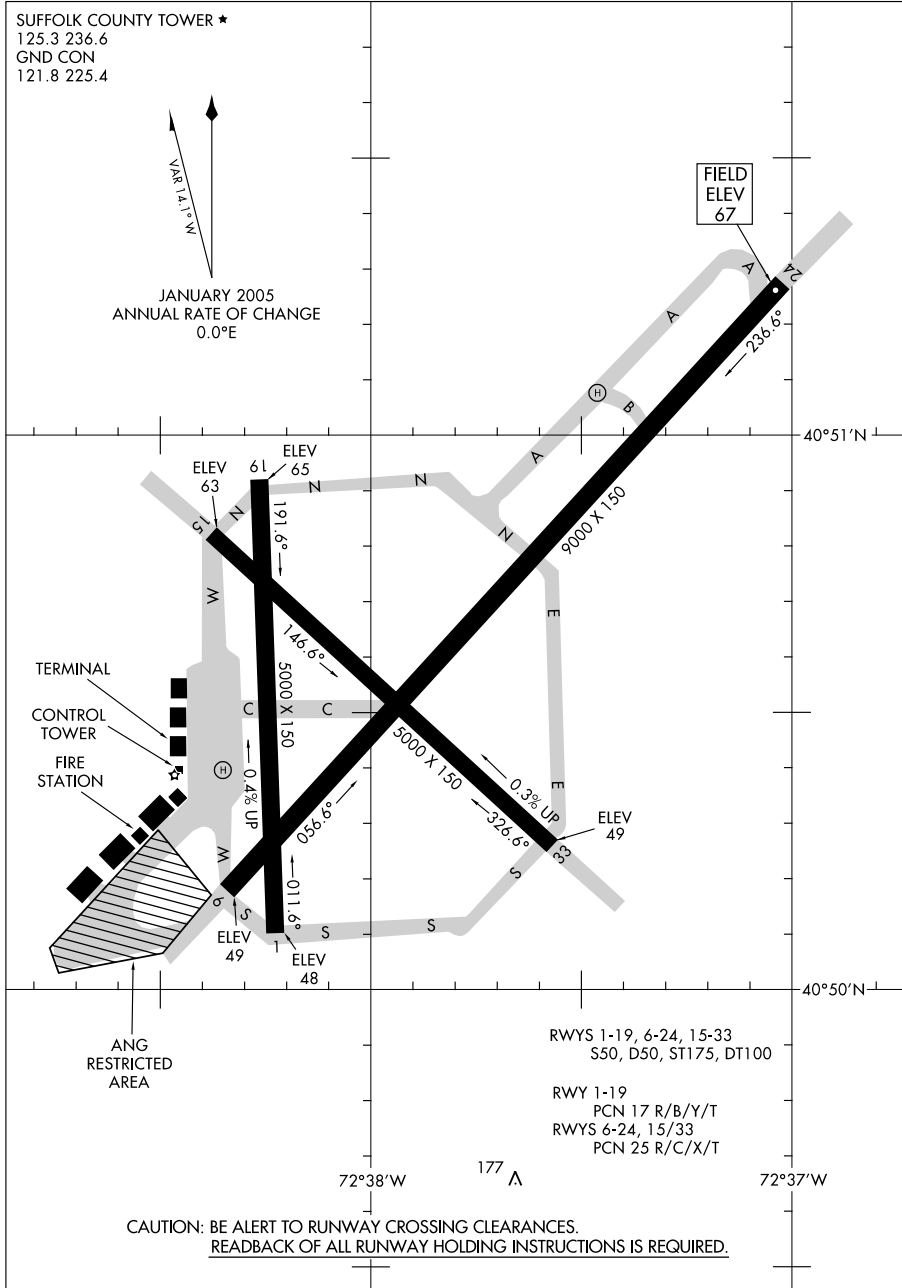 SUFFOLK COUNTY TOWER ★
125.3 236.6
GND CON
121.8 225.4
VAR 14.1° W
JANUARY 2005
ANNUAL RATE OF CHANGE
0.0°E
FIELD
ELEV
67
A
24
A
236.6°
H
B
40°51'N
A
ELEV
63
19
ELEV
65
N
N
N
15
N
191.6°
9000 X 150
W
E
146.6°
TERMINAL
5000 X 150
C
C
CONTROL
TOWER
5000 X 150
FIRE
STATION
H
0.4% UP
0.3% UP
E
056.6°
326.6°
ELEV
49
33
W
011.6°
S
6
S
S
S
ELEV
49
1
ELEV
48
40°50'N
ANG
RESTRICTED
AREA
RWYS 1-19, 6-24, 15-33
S50, D50, ST175, DT100
RWY 1-19
PCN 17 R/B/Y/T
RWYS 6-24, 15/33
PCN 25 R/C/X/T
72°38'W
177
72°37'W
CAUTION: BE ALERT TO RUNWAY CROSSING CLEARANCES.
READBACK OF ALL RUNWAY HOLDING INSTRUCTIONS IS REQUIRED.